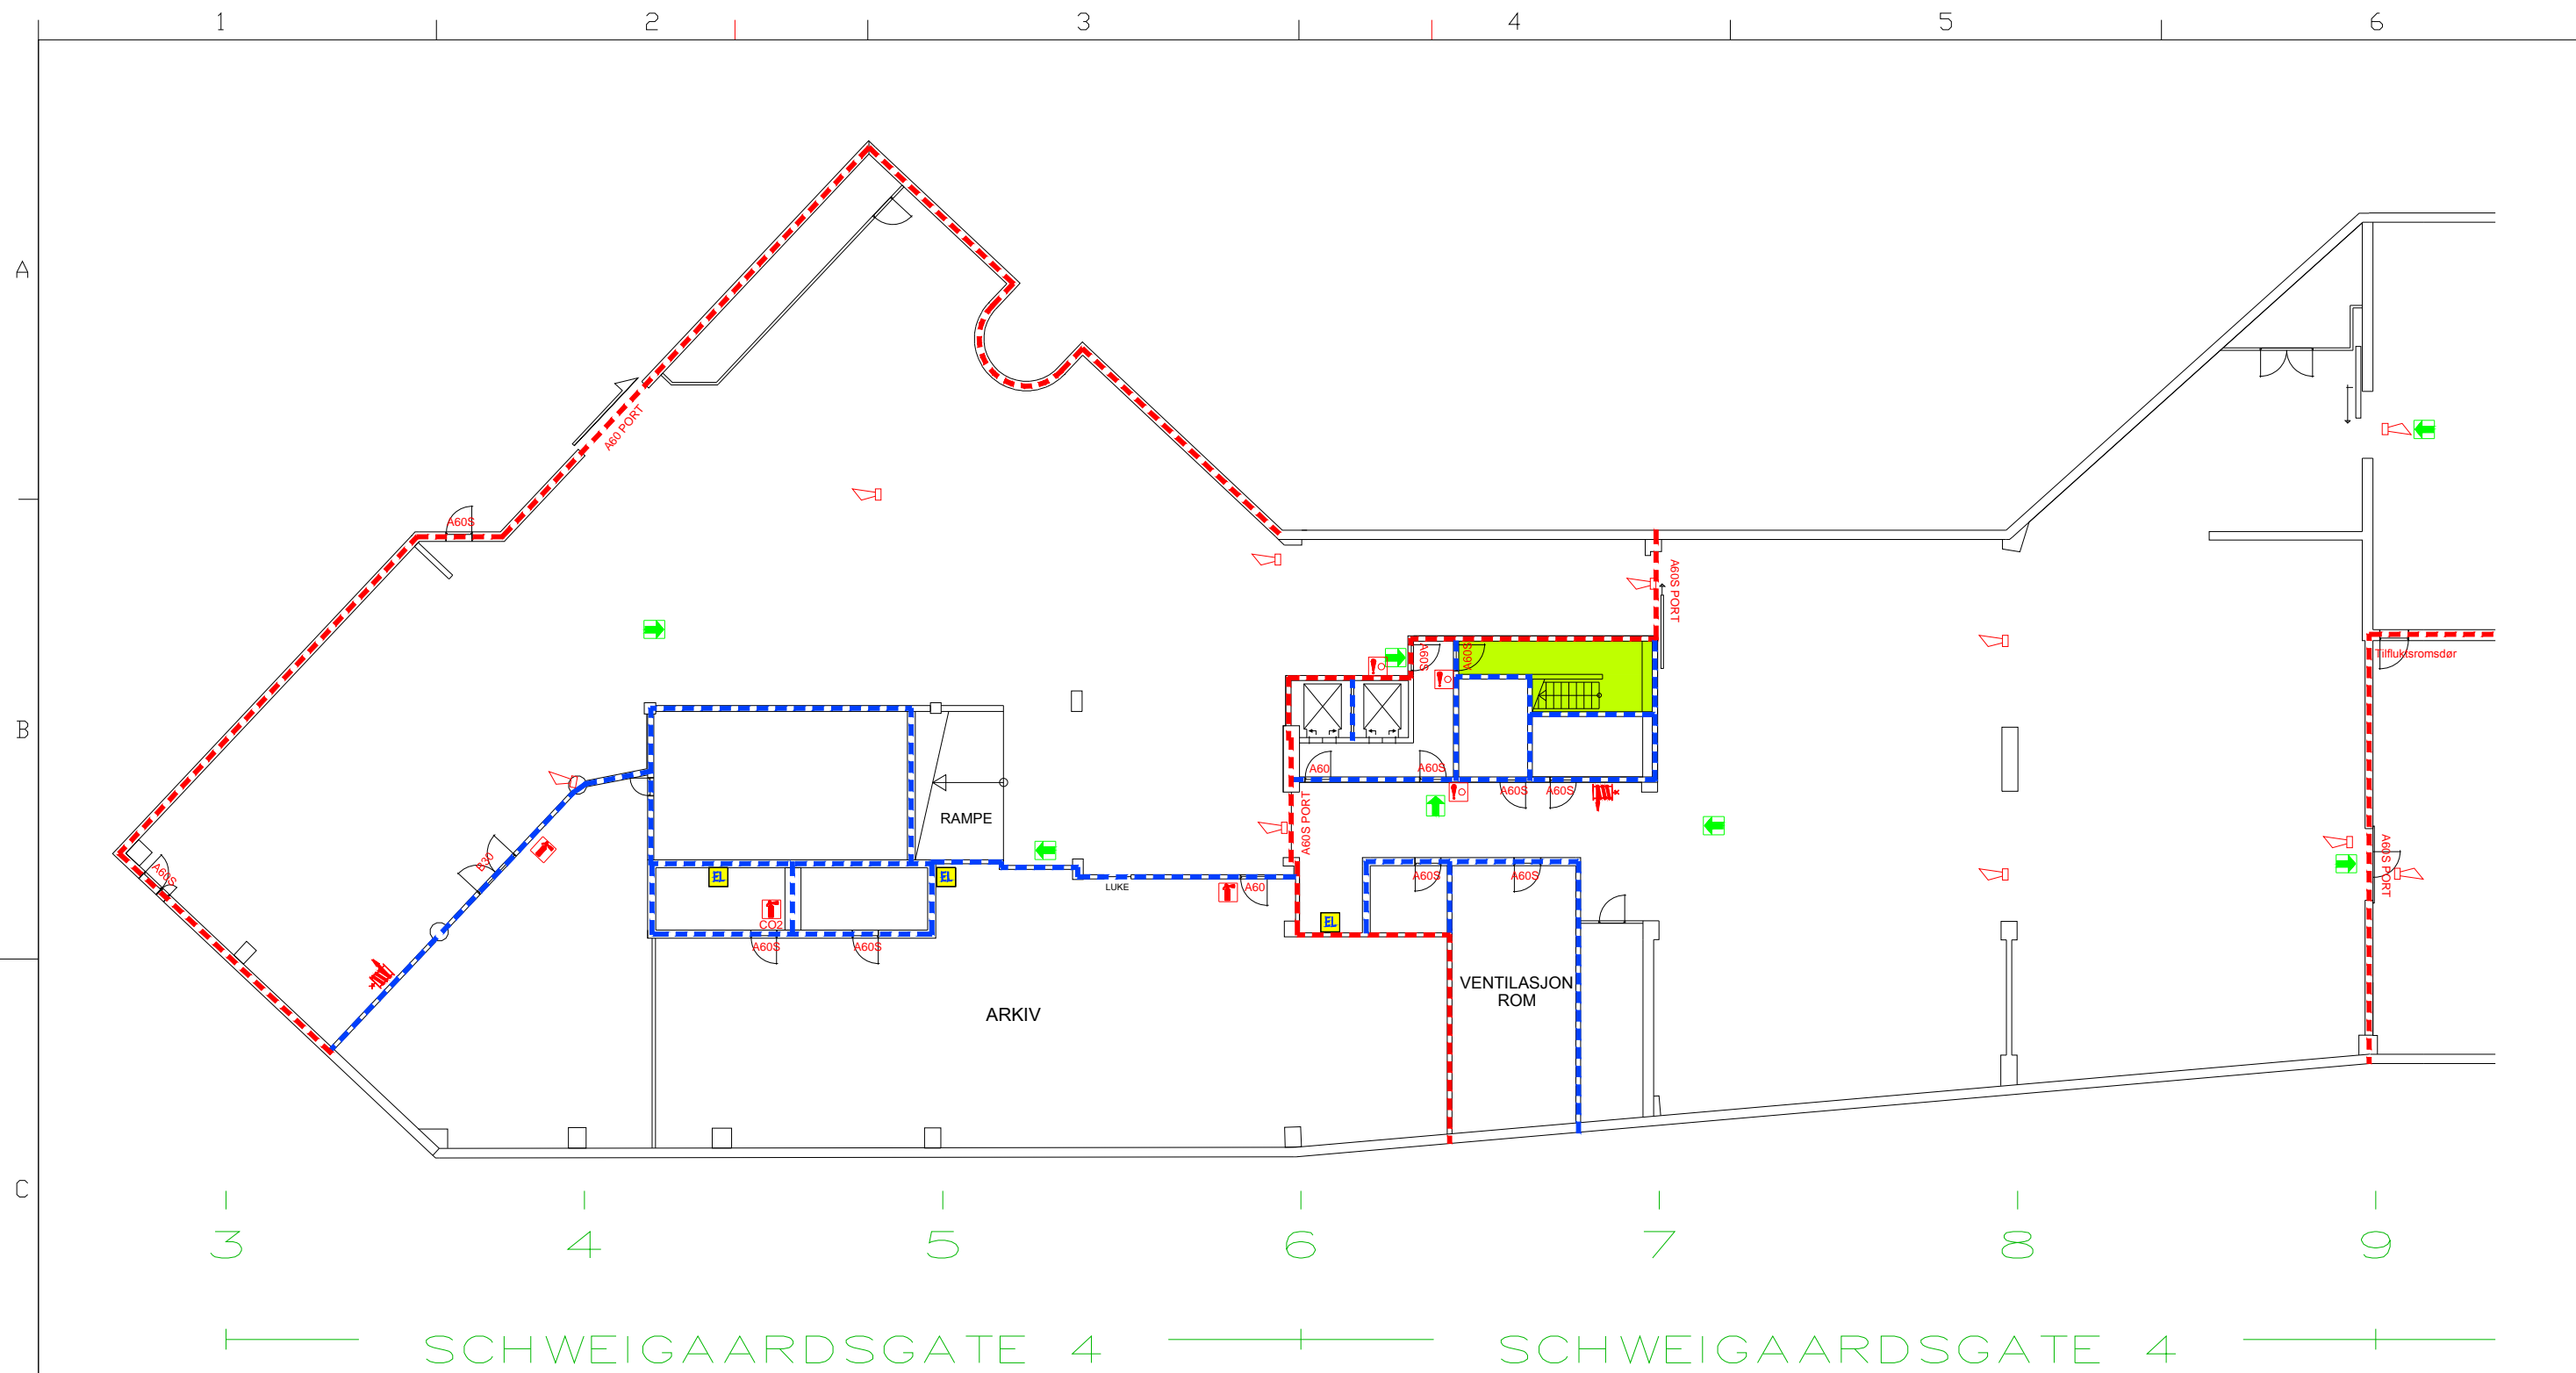 1 2 3 4 5 6
A
A60 PORT
A60S
A60S PORT
Tilfluktsromsdør
A60S
A60S
B
A60
A60S
A60S
A60S
RAMPE
A60S PORT
A60S PORT
B30
A60S
EL
EL
LUKE
A60
A60S
A60S
CO2
EL
A60S
A60S
VENTILASJON
ROM
ARKIV
C
3 4 5 6 7 8 9
SCHWEIGAARDSGATE 4 SCHWEIGAARDSGATE 4